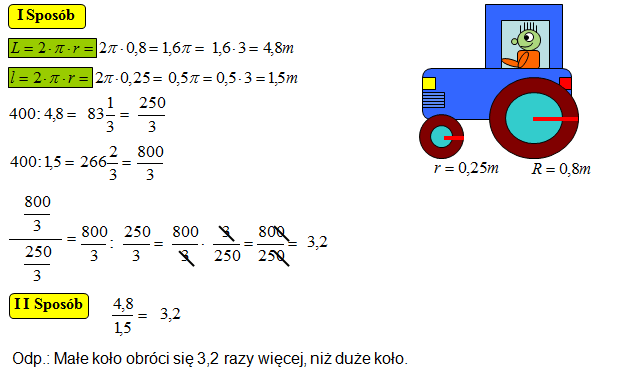 I Sposób
L = 2 · π · r = 2π · 0,8 = 1,6π = 1,6 · 3 = 4,8m
l = 2 · π · r = 2π · 0,25 = 0,5π = 0,5 · 3 = 1,5m
400 : 4,8 = 83 1/3 = 250/3
400 : 1,5 = 266 2/3 = 800/3
r = 0,25m R = 0,8m
800/3 / 250/3 = 800/3 : 250/3 = 800/3 · 3/250 = 800/250 = 3,2
II Sposób
4,8/1,5 = 3,2
Odp.: Małe koło obróci się 3,2 razy więcej, niż duże koło.